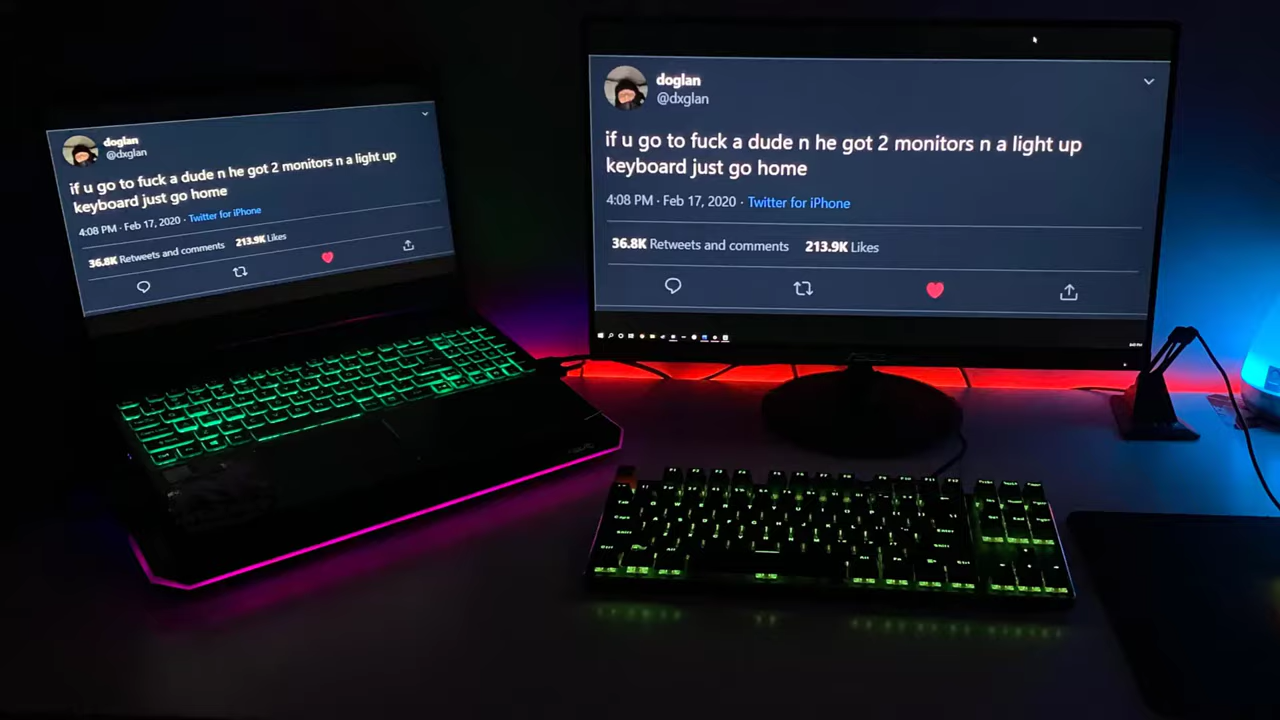 doglan
@dxglan
if u go to fuck a dude n he got 2 monitors n a light up
keyboard just go home
4:08 PM · Feb 17, 2020 · Twitter for iPhone
36.8K Retweets and comments 213.9K Likes
doglan
@dxglan
if u go to fuck a dude n he got 2 monitors n a light up
keyboard just go home
4:08 PM · Feb 17, 2020 · Twitter for iPhone
36.8K Retweets and comments 213.9K Likes
ASUS